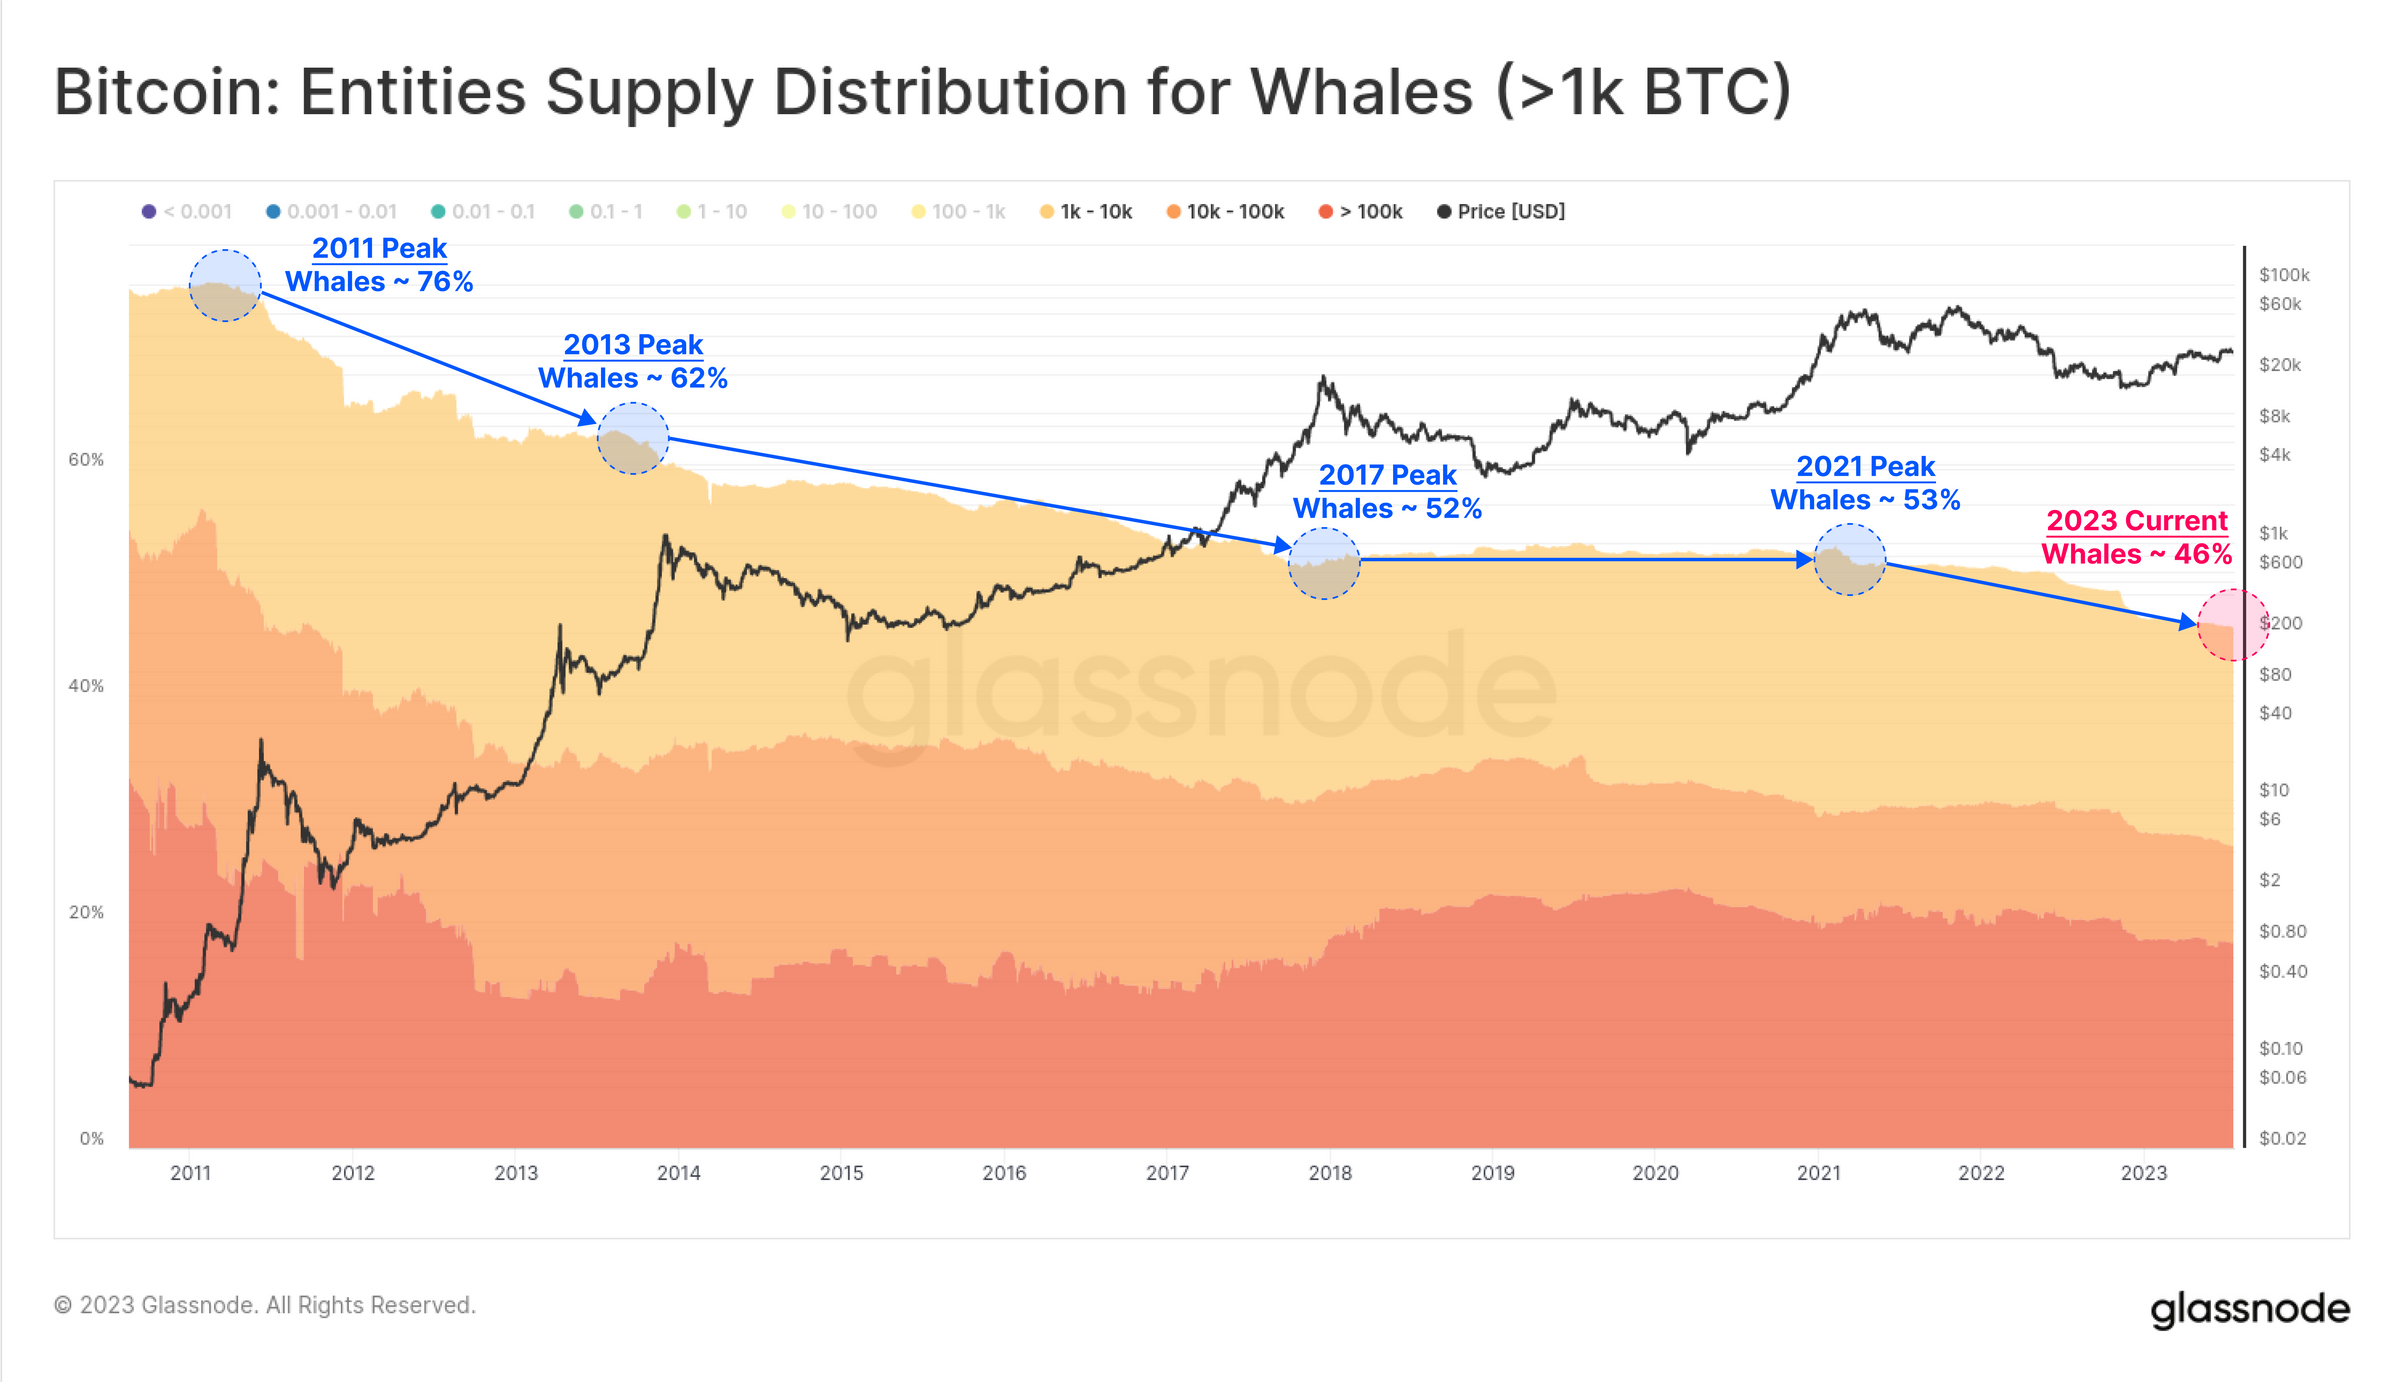 Bitcoin: Entities Supply Distribution for Whales (>1k BTC)
< 0.001 0.001 - 0.01 0.01 - 0.1 0.1 - 1 1 - 10 10 - 100 100 - 1k 1k - 10k 10k - 100k > 100k Price [USD]
2011 Peak
Whales ~ 76%
2013 Peak
Whales ~ 62%
2017 Peak
Whales ~ 52%
2021 Peak
Whales ~ 53%
2023 Current
Whales ~ 46%
60%
40%
20%
0%
$100k
$60k
$20k
$8k
$4k
$1k
$600
$200
$80
$40
$10
$6
$2
$0.80
$0.40
$0.10
$0.06
$0.02
glassnode
2011 2012 2013 2014 2015 2016 2017 2018 2019 2020 2021 2022 2023
© 2023 Glassnode. All Rights Reserved.
glassnode